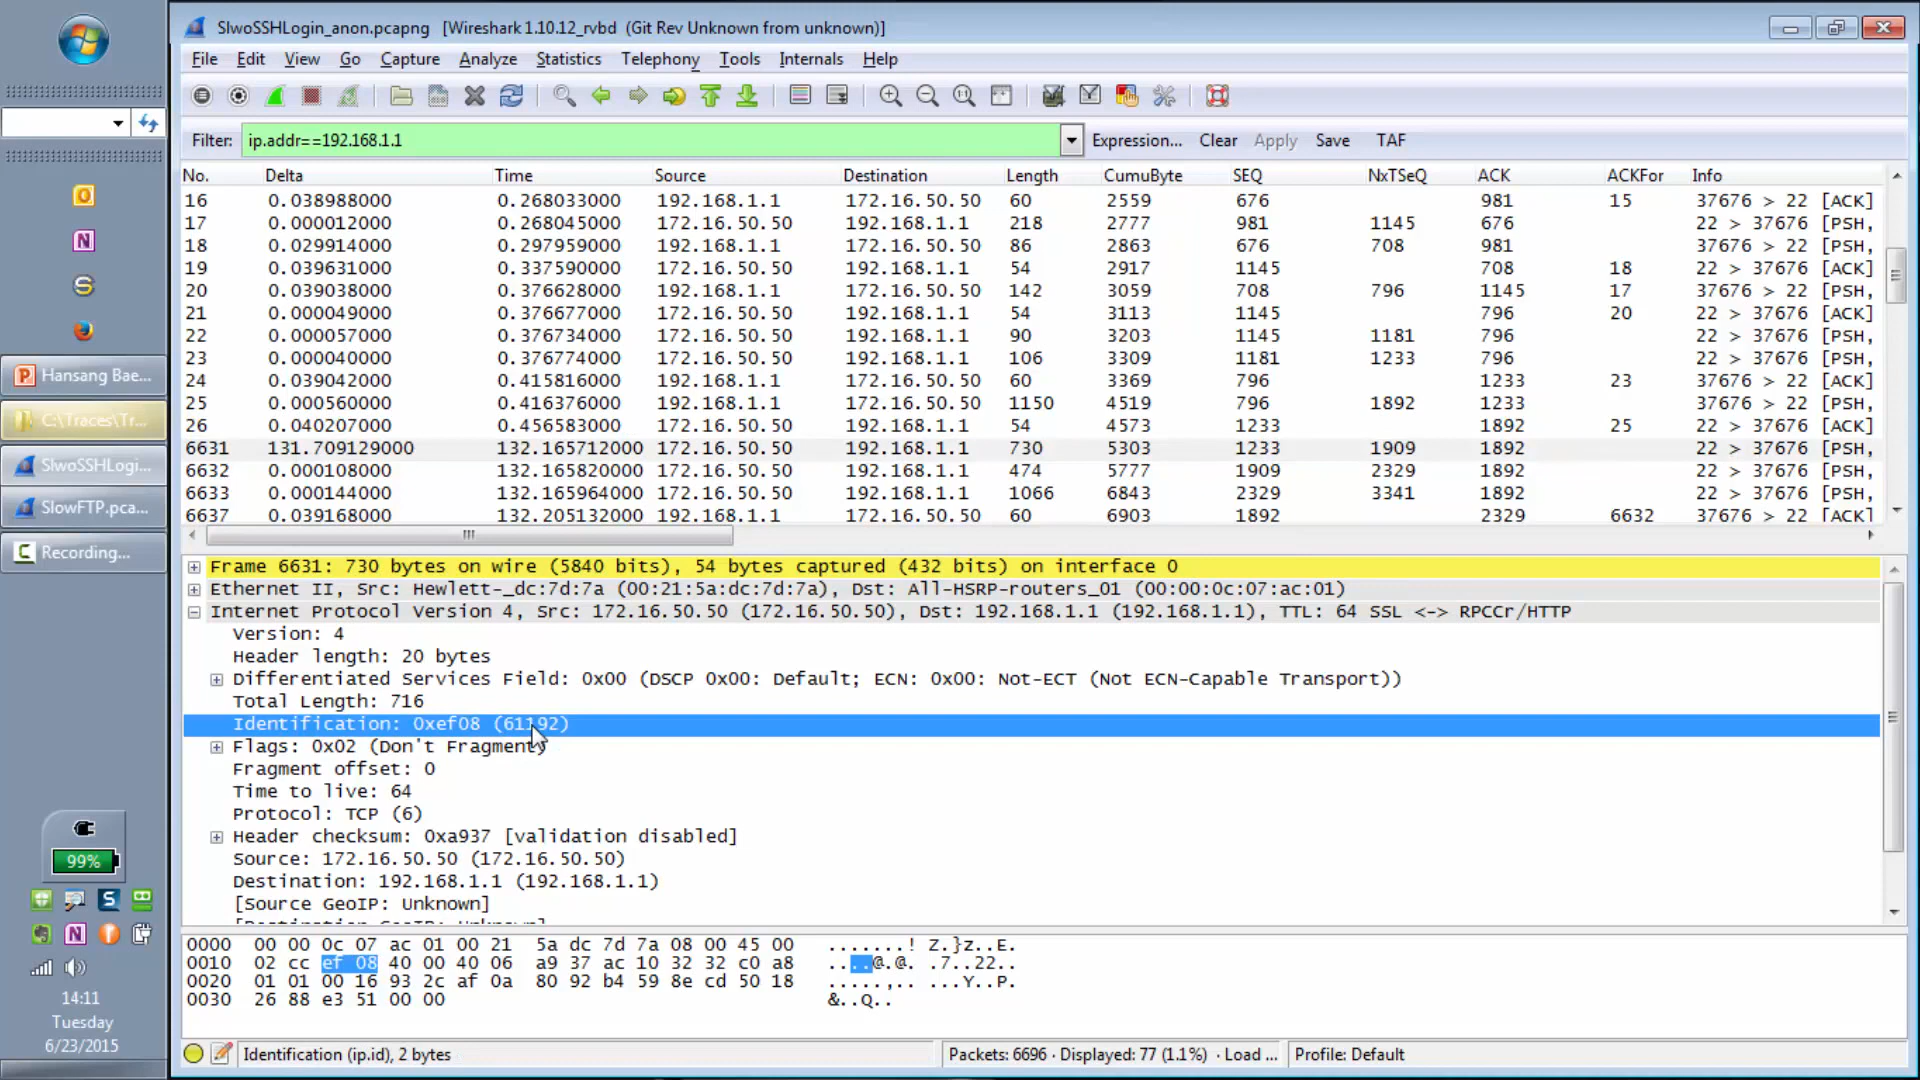 SlwoSSHLogin_anon.pcapng [Wireshark 1.10.12_rvbd (Git Rev Unknown from unknown)]
File Edit View Go Capture Analyze Statistics Telephony Tools Internals Help
Filter: ip.addr==192.168.1.1 Expression... Clear Apply Save TAF
No. Delta Time Source Destination Length CumuByte SEQ NxTSeQ ACK ACKFor Info
16 0.038988000 0.268033000 192.168.1.1 172.16.50.50 60 2559 676 981 15 37676 > 22 [ACK]
17 0.000012000 0.268045000 172.16.50.50 192.168.1.1 218 2777 981 1145 676 22 > 37676 [PSH,
18 0.029914000 0.297959000 192.168.1.1 172.16.50.50 86 2863 676 708 981 37676 > 22 [PSH,
19 0.039631000 0.337590000 172.16.50.50 192.168.1.1 54 2917 1145 708 18 22 > 37676 [ACK]
20 0.039038000 0.376628000 192.168.1.1 172.16.50.50 142 3059 708 796 1145 17 37676 > 22 [PSH,
21 0.000049000 0.376677000 172.16.50.50 192.168.1.1 54 3113 1145 796 20 22 > 37676 [ACK]
22 0.000057000 0.376734000 172.16.50.50 192.168.1.1 90 3203 1145 1181 796 22 > 37676 [PSH,
23 0.000040000 0.376774000 172.16.50.50 192.168.1.1 106 3309 1181 1233 796 22 > 37676 [PSH,
24 0.039042000 0.415816000 192.168.1.1 172.16.50.50 60 3369 796 1233 23 37676 > 22 [ACK]
25 0.000560000 0.416376000 192.168.1.1 172.16.50.50 1150 4519 796 1892 1233 37676 > 22 [PSH,
26 0.040207000 0.456583000 172.16.50.50 192.168.1.1 54 4573 1233 1892 25 22 > 37676 [ACK]
6631 131.709129000 132.165712000 172.16.50.50 192.168.1.1 730 5303 1233 1909 1892 22 > 37676 [PSH,
6632 0.000108000 132.165820000 172.16.50.50 192.168.1.1 474 5777 1909 2329 1892 22 > 37676 [PSH,
6633 0.000144000 132.165964000 172.16.50.50 192.168.1.1 1066 6843 2329 3341 1892 22 > 37676 [PSH,
6637 0.039168000 132.205132000 192.168.1.1 172.16.50.50 60 6903 1892 2329 6632 37676 > 22 [ACK]
Frame 6631: 730 bytes on wire (5840 bits), 54 bytes captured (432 bits) on interface 0
Ethernet II, Src: Hewlett-_dc:7d:7a (00:21:5a:dc:7d:7a), Dst: All-HSRP-routers_01 (00:00:0c:07:ac:01)
Internet Protocol Version 4, Src: 172.16.50.50 (172.16.50.50), Dst: 192.168.1.1 (192.168.1.1), TTL: 64 SSL <-> RPCCr/HTTP
Version: 4
Header length: 20 bytes
Differentiated Services Field: 0x00 (DSCP 0x00: Default; ECN: 0x00: Not-ECT (Not ECN-Capable Transport))
Total Length: 716
Identification: 0xef08 (61192)
Flags: 0x02 (Don't Fragment)
Fragment offset: 0
Time to live: 64
Protocol: TCP (6)
Header checksum: 0xa937 [validation disabled]
Source: 172.16.50.50 (172.16.50.50)
Destination: 192.168.1.1 (192.168.1.1)
[Source GeoIP: Unknown]
0000 00 00 0c 07 ac 01 00 21 5a dc 7d 7a 08 00 45 00 .......! Z.}z..E.
0010 02 cc ef 08 40 00 40 06 a9 37 ac 10 32 32 c0 a8 ....@.@. .7..22..
0020 01 01 00 16 93 2c af 0a 80 92 b4 59 8e cd 50 18 .....,.. ...Y..P.
0030 26 88 e3 51 00 00 &..Q..
Identification (ip.id), 2 bytes Packets: 6696 · Displayed: 77 (1.1%) · Load ... Profile: Default
Hansang Bae...
C:\Traces\Tr...
SlwoSSHLogi...
SlowFTP.pca...
Recording...
99%
14:11
Tuesday
6/23/2015